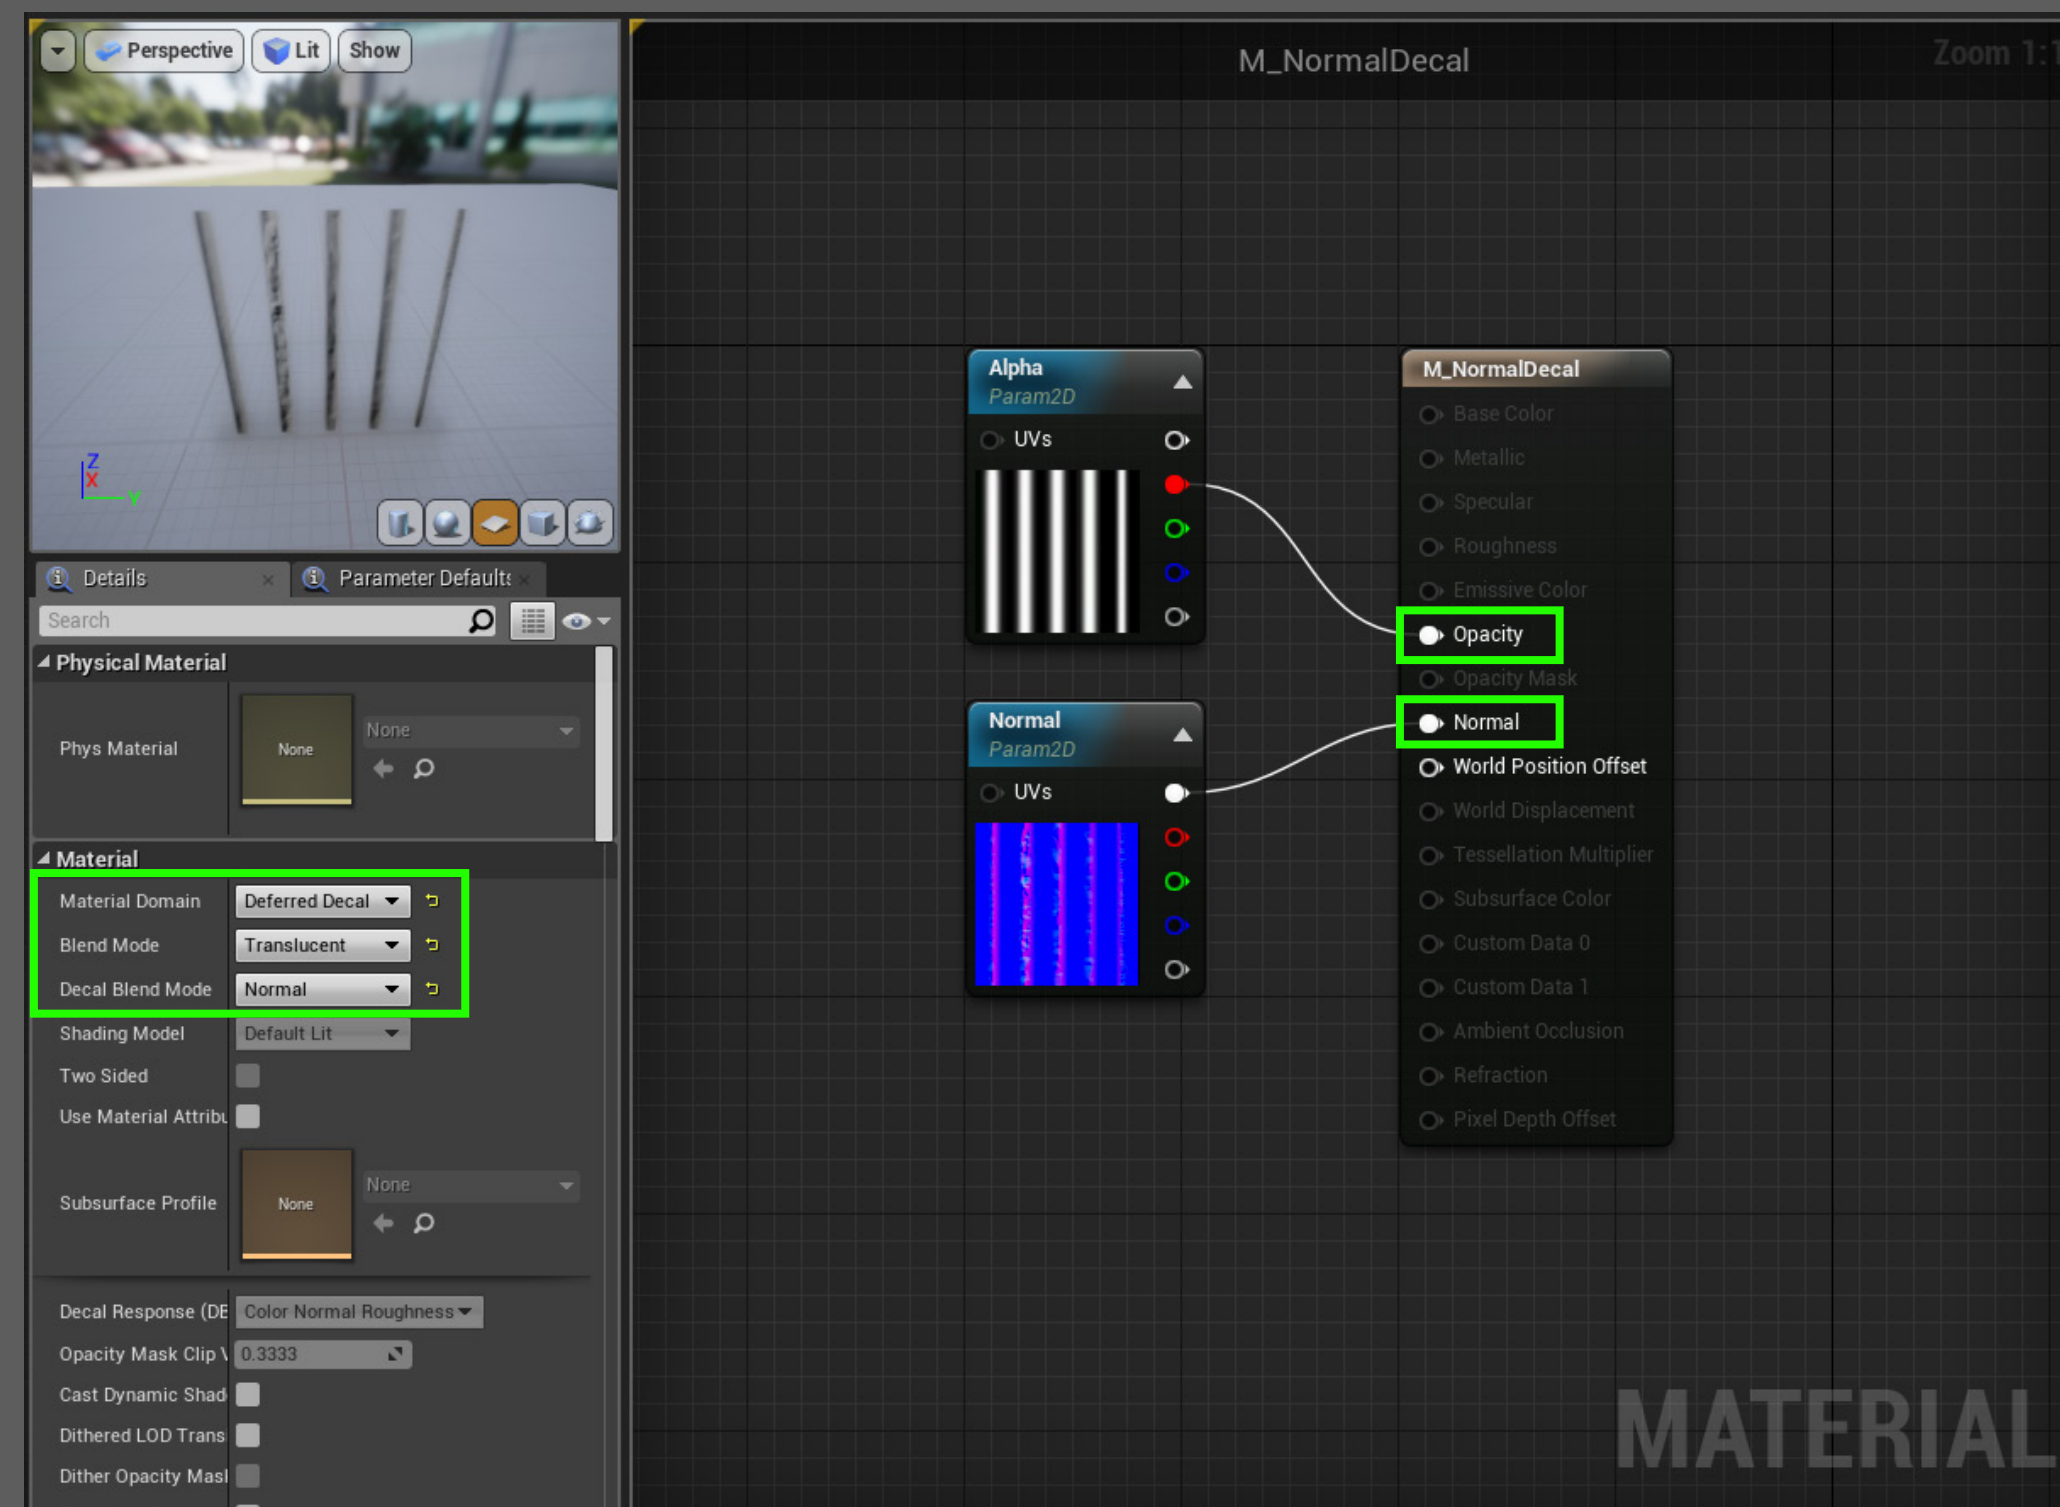 Perspective
Lit
Show
Z
X
Y
Details
Parameter Defaults
Search
Physical Material
Phys Material
None
None
Material
Material Domain
Deferred Decal
Blend Mode
Translucent
Decal Blend Mode
Normal
Shading Model
Default Lit
Two Sided
Use Material Attribu
Subsurface Profile
None
None
Decal Response (DB
Color Normal Roughness
Opacity Mask Clip V
0.3333
Cast Dynamic Shad
Dithered LOD Trans
Dither Opacity Mas
M_NormalDecal
Zoom 1:1
Alpha
Param2D
UVs
Normal
Param2D
UVs
M_NormalDecal
Base Color
Metallic
Specular
Roughness
Emissive Color
Opacity
Opacity Mask
Normal
World Position Offset
World Displacement
Tessellation Multiplier
Subsurface Color
Custom Data 0
Custom Data 1
Ambient Occlusion
Refraction
Pixel Depth Offset
MATERIAL